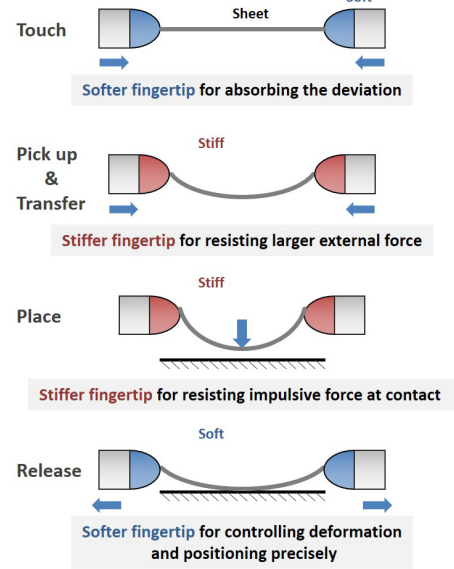 Soft
Sheet
Touch
Softer fingertip for absorbing the deviation
Pick up
&
Transfer
Stiff
Stiffer fingertip for resisting larger external force
Stiff
Place
Stiffer fingertip for resisting impulsive force at contact
Soft
Release
Softer fingertip for controlling deformation
and positioning precisely